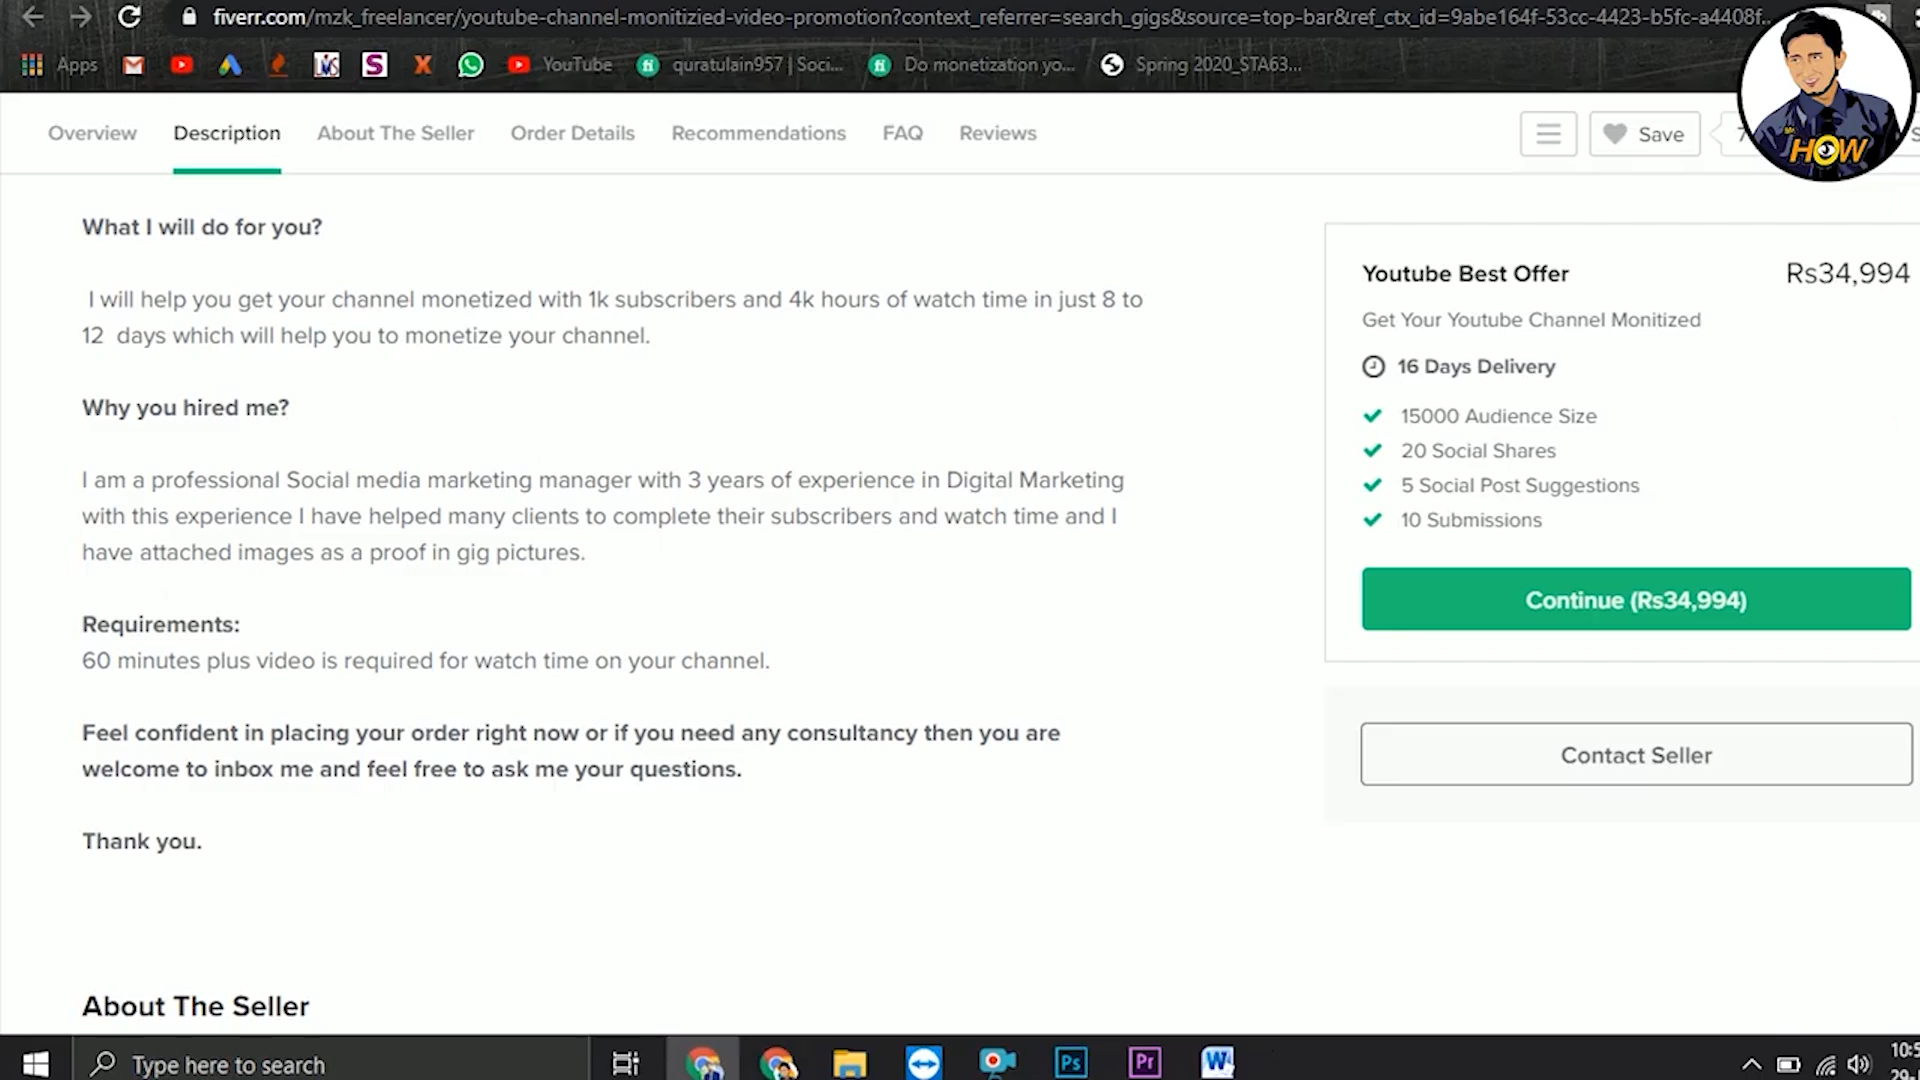 fiverr.com/mzk_freelancer/youtube-channel-monitizied-video-promotion?context_referrer=search_gigs&source=top-bar&ref_ctx_id=9abe164f-53cc-4423-b5fc-a4408f..
Apps
YouTube
quratulain957 | Soci...
Do monetization yo...
Spring 2020_STA63...
Overview
Description
About The Seller
Order Details
Recommendations
FAQ
Reviews
Save
HOW
What I will do for you?
I will help you get your channel monetized with 1k subscribers and 4k hours of watch time in just 8 to
12 days which will help you to monetize your channel.
Why you hired me?
I am a professional Social media marketing manager with 3 years of experience in Digital Marketing
with this experience I have helped many clients to complete their subscribers and watch time and I
have attached images as a proof in gig pictures.
Requirements:
60 minutes plus video is required for watch time on your channel.
Feel confident in placing your order right now or if you need any consultancy then you are
welcome to inbox me and feel free to ask me your questions.
Thank you.
About The Seller
Youtube Best Offer
Rs34,994
Get Your Youtube Channel Monitized
16 Days Delivery
15000 Audience Size
20 Social Shares
5 Social Post Suggestions
10 Submissions
Continue (Rs34,994)
Contact Seller
Type here to search
Ps
Pr
W